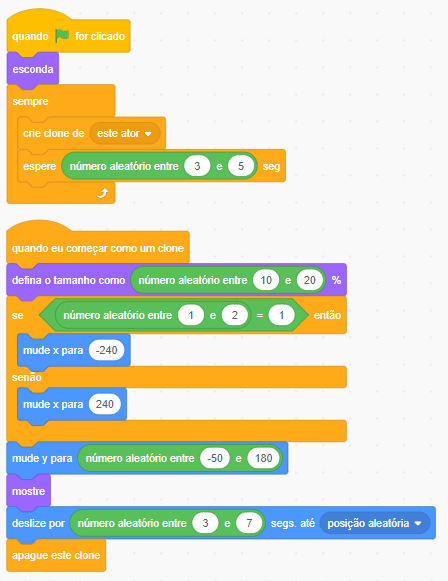 quando for clicado
esconda
sempre
crie clone de este ator
espere número aleatório entre 3 e 5 seg
quando eu começar como um clone
defina o tamanho como número aleatório entre 10 e 20 %
se número aleatório entre 1 e 2 = 1 então
mude x para -240
senão
mude x para 240
mude y para número aleatório entre -50 e 180
mostre
deslize por número aleatório entre 3 e 7 segs. até posição aleatória
apague este clone